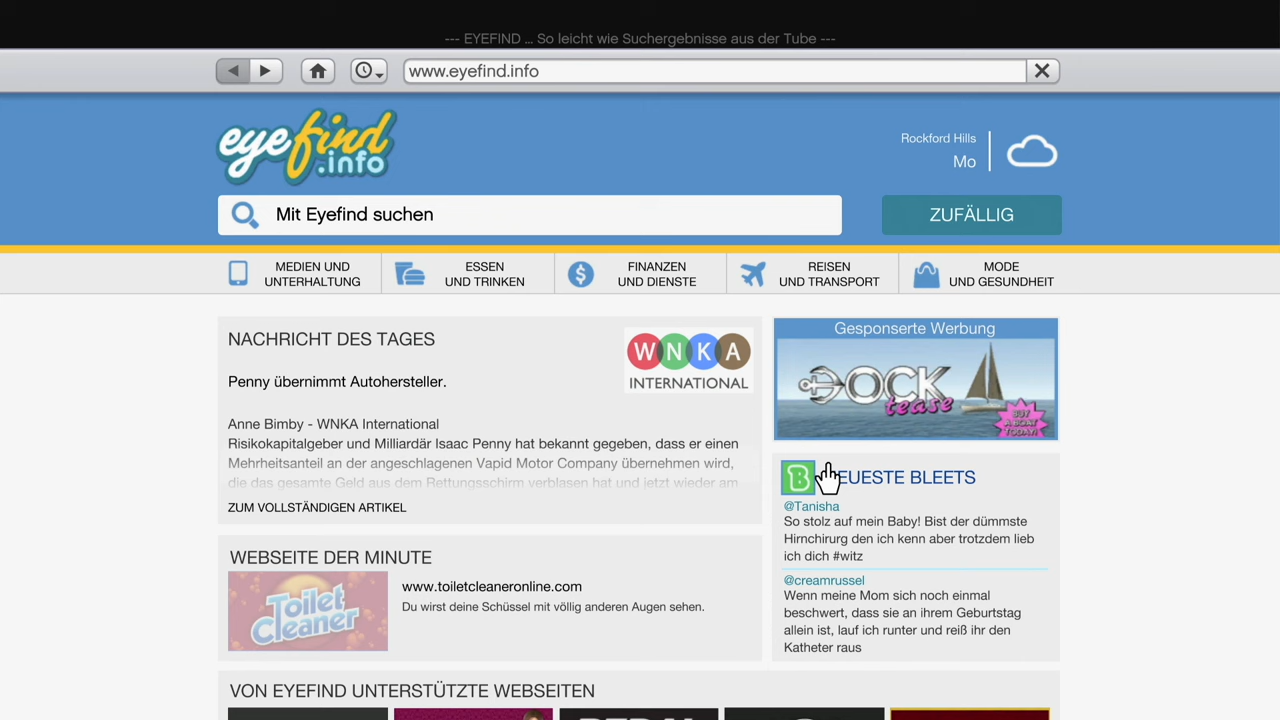 --- EYEFIND ... So leicht wie Suchergebnisse aus der Tube ---
www.eyefind.info
eyefind
.info
Rockford Hills
Mo
Mit Eyefind suchen
ZUFÄLLIG
MEDIEN UND
UNTERHALTUNG
ESSEN
UND TRINKEN
FINANZEN
UND DIENSTE
REISEN
UND TRANSPORT
MODE
UND GESUNDHEIT
NACHRICHT DES TAGES
WNKA
INTERNATIONAL
Penny übernimmt Autohersteller.
Anne Bimby - WNKA International
Risikokapitalgeber und Milliardär Isaac Penny hat bekannt gegeben, dass er einen
Mehrheitsanteil an der angeschlagenen Vapid Motor Company übernehmen wird,
die das gesamte Geld aus dem Rettungsschirm verblasen hat und jetzt wieder am
ZUM VOLLSTÄNDIGEN ARTIKEL
Gesponserte Werbung
DOCK
tease
BUY
A BOAT
TODAY!
B
EUESTE BLEETS
@Tanisha
So stolz auf mein Baby! Bist der dümmste
Hirnchirurg den ich kenn aber trotzdem lieb
ich dich #witz
@creamrussel
Wenn meine Mom sich noch einmal
beschwert, dass sie an ihrem Geburtstag
allein ist, lauf ich runter und reiß ihr den
Katheter raus
WEBSEITE DER MINUTE
Toilet
Cleaner
www.toiletcleaneronline.com
Du wirst deine Schüssel mit völlig anderen Augen sehen.
VON EYEFIND UNTERSTÜTZTE WEBSEITEN